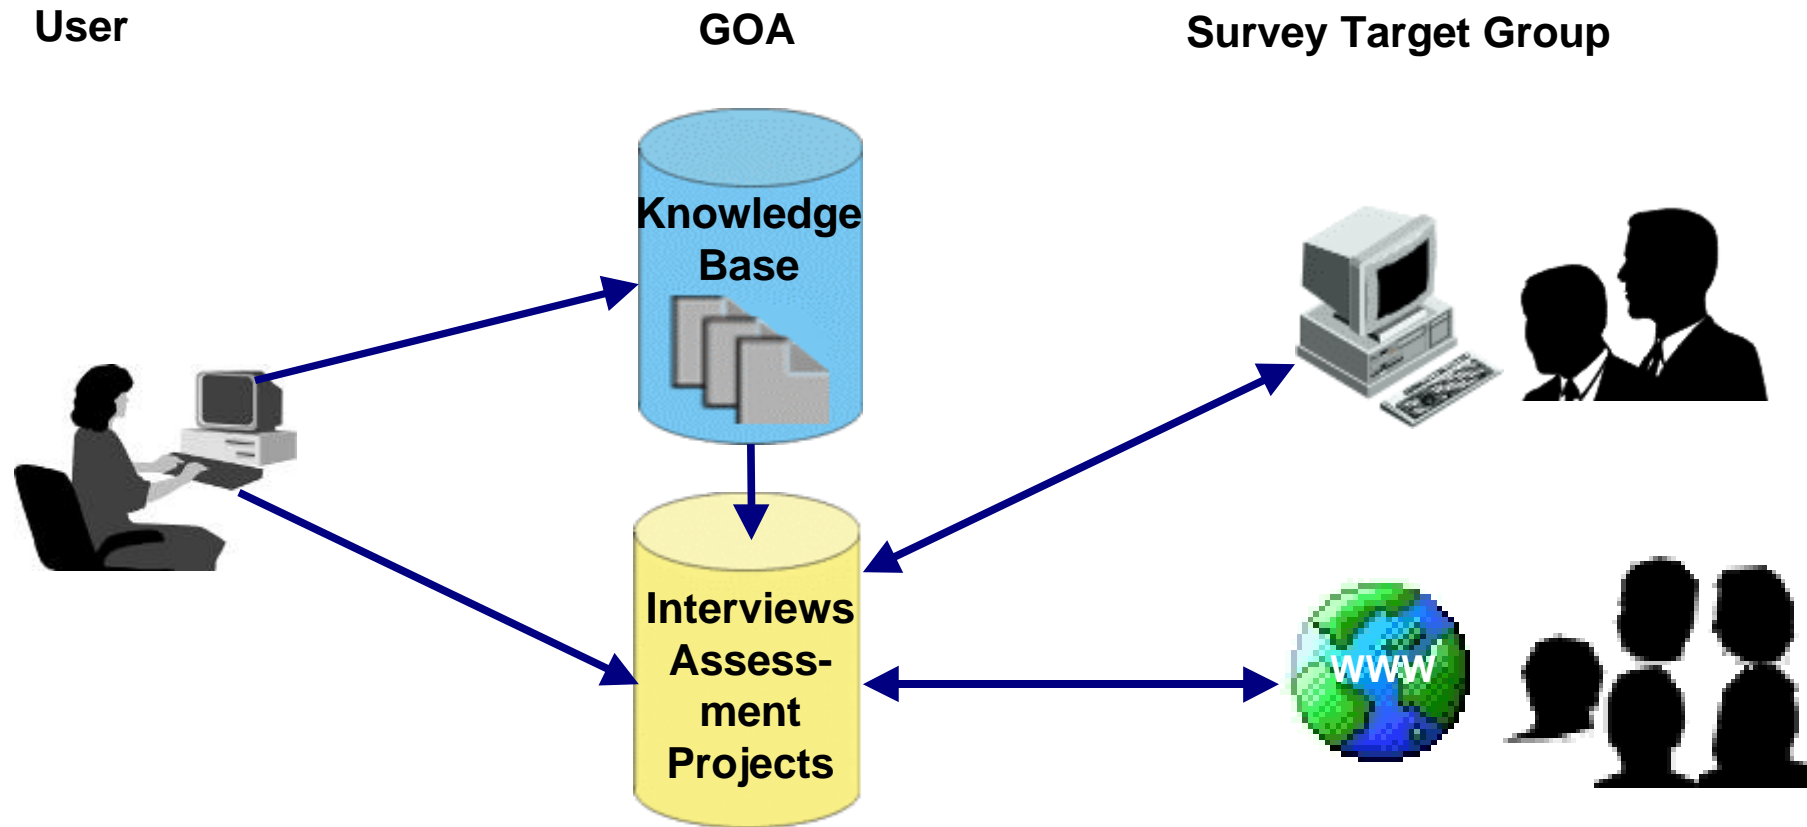 User
GOA
Survey Target Group
Knowledge
Base
Interviews
Assess-
ment
Projects
WWW